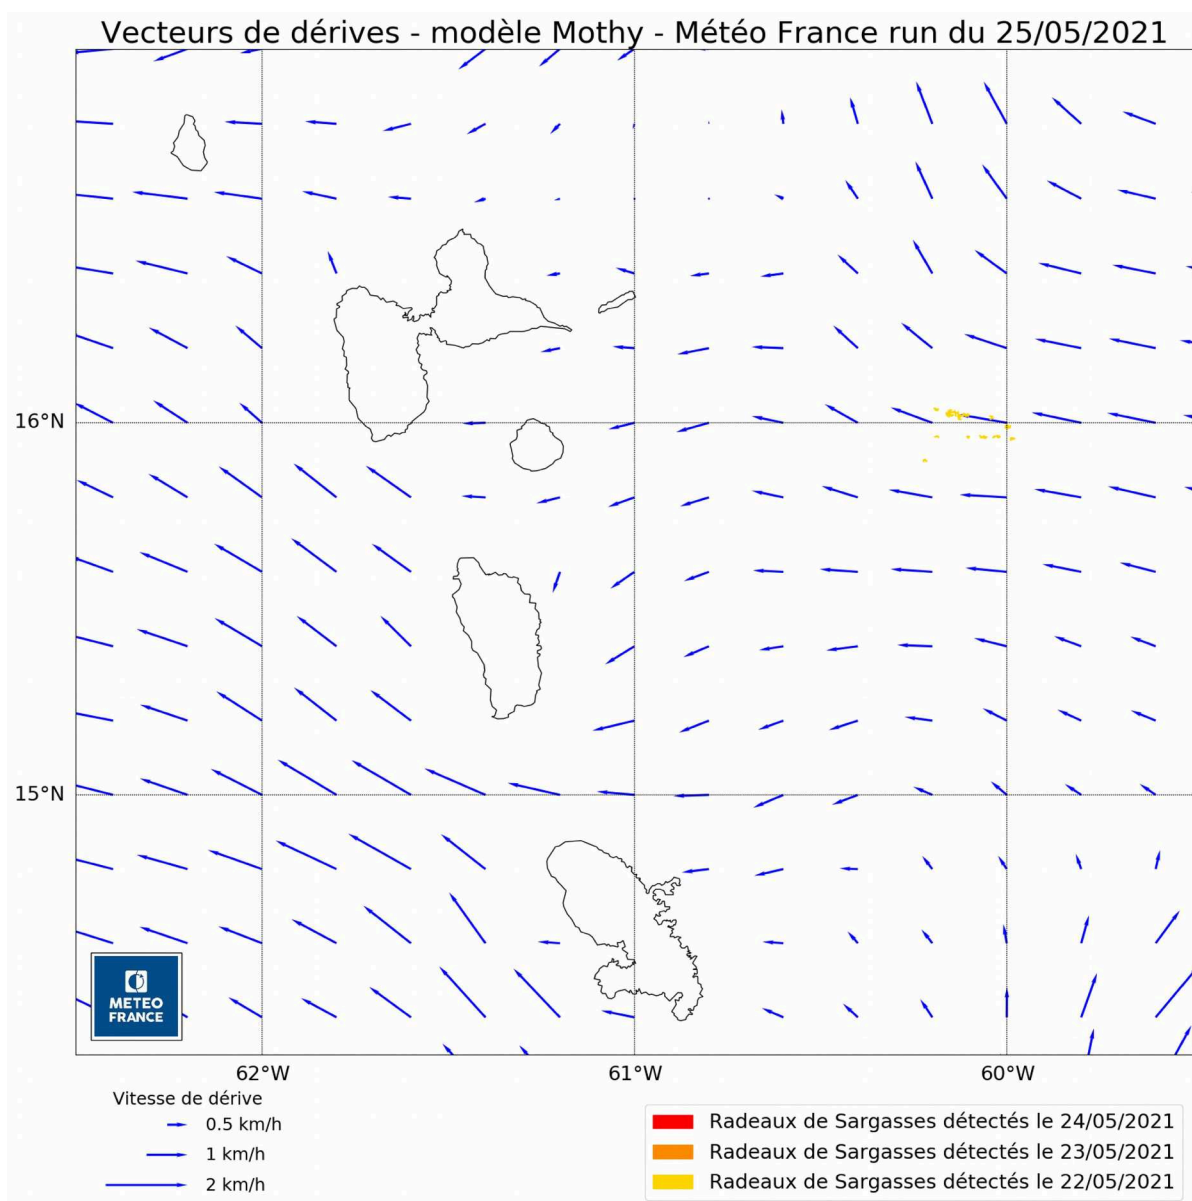 Vecteurs de dérives - modèle Mothy - Météo France run du 25/05/2021
16°N
15°N
METEO
FRANCE
62°W
61°W
60°W
Vitesse de dérive
0.5 km/h
1 km/h
2 km/h
Radeaux de Sargasses détectés le 24/05/2021
Radeaux de Sargasses détectés le 23/05/2021
Radeaux de Sargasses détectés le 22/05/2021